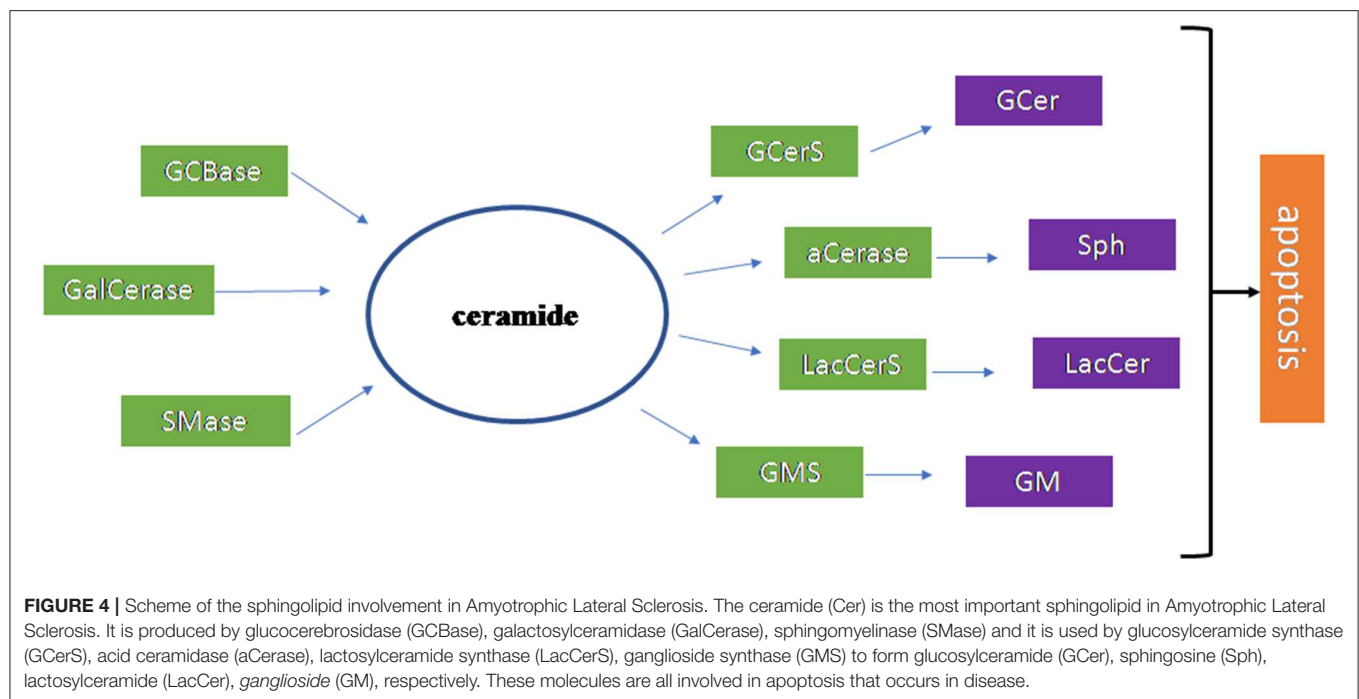 GCBase
GalCerase
SMase
ceramide
GCerS
aCerase
LacCerS
GMS
GCer
Sph
LacCer
GM
apoptosis
FIGURE 4 | Scheme of the sphingolipid involvement in Amyotrophic Lateral Sclerosis. The ceramide (Cer) is the most important sphingolipid in Amyotrophic Lateral
Sclerosis. It is produced by glucocerebrosidase (GCBase), galactosylceramidase (GalCerase), sphingomyelinase (SMase) and it is used by glucosylceramide synthase
(GCerS), acid ceramidase (aCerase), lactosylceramide synthase (LacCerS), ganglioside synthase (GMS) to form glucosylceramide (GCer), sphingosine (Sph),
lactosylceramide (LacCer), ganglioside (GM), respectively. These molecules are all involved in apoptosis that occurs in disease.